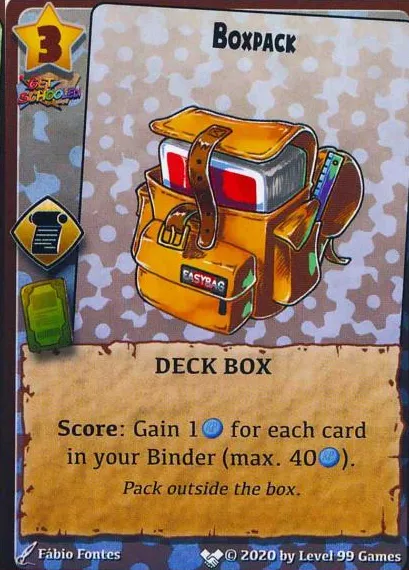 3
BOXPACK
GET
SCHOOLED!
EASYBAG
DECK BOX
Score: Gain 1 for each card
in your Binder (max. 40).
Pack outside the box.
Fábio Fontes
© 2020 by Level 99 Games